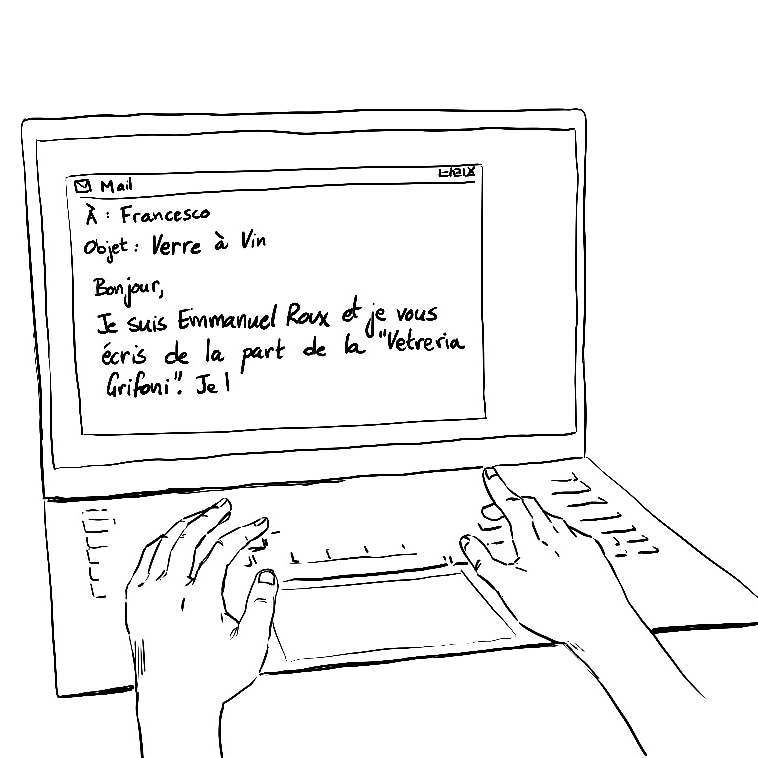 Mail
À : Francesco
Objet : Verre à Vin
Bonjour,
Je suis Emmanuel Roux et je vous
écris de la part de la "Vetreria
Grifoni". Je